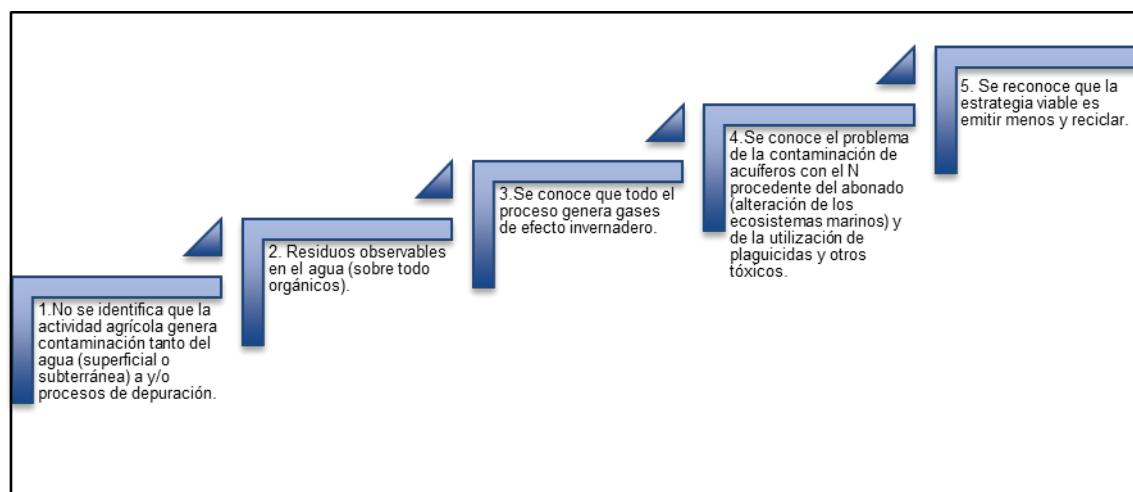 1.No se identifica que la
actividad agrícola genera
contaminación tanto del
agua (superficial o
subterránea) a y/o
procesos de depuración.
2. Residuos observables
en el agua (sobre todo
orgánicos).
3.Se conoce que todo el
proceso genera gases
de efecto invernadero.
4.Se conoce el problema
de la contaminación de
acuíferos con el N
procedente del abonado
(alteración de los
ecosistemas marinos) y
de la utilización de
plaguicidas y otros
tóxicos.
5. Se reconoce que la
estrategia viable es
emitir menos y reciclar.